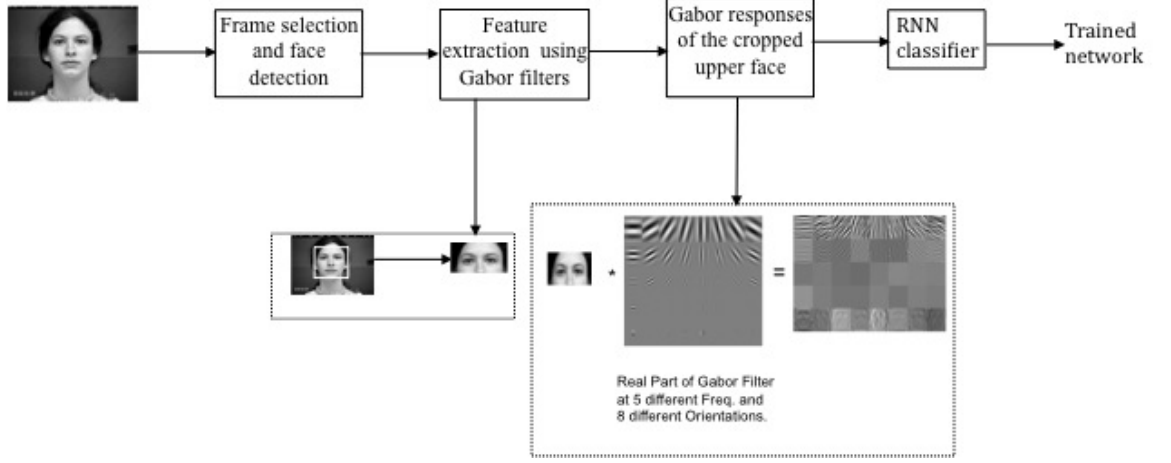 Frame selection
and face
detection
Feature
extraction using
Gabor filters
Gabor responses
of the cropped
upper face
RNN
classifier
Trained
network
*
=
Real Part of Gabor Filter
at 5 different Freq. and
8 different Orientations.